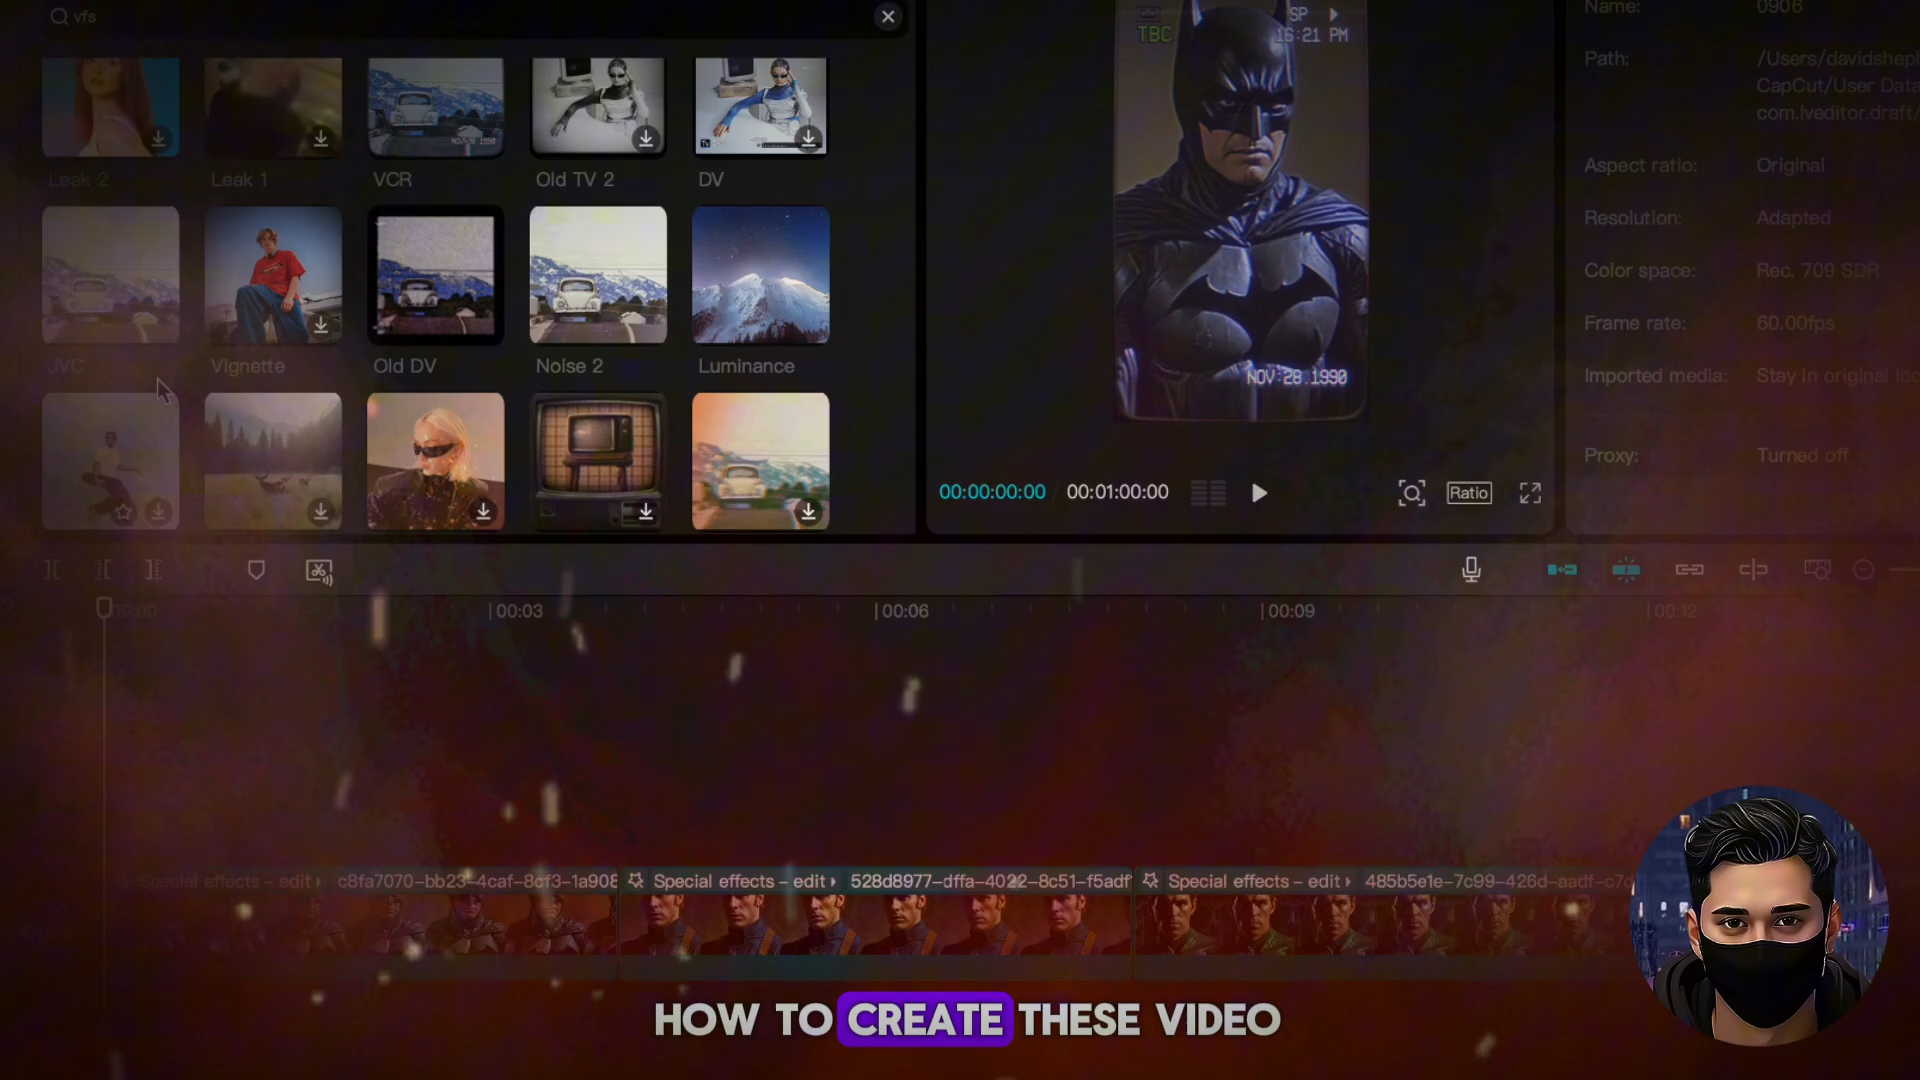 vfs
Leak 2
Leak 1
VCR
Old TV 2
DV
JVC
Vignette
Old DV
Noise 2
Luminance
TBC
SP
16:21 PM
NOV.28.1990
00:00:00:00
00:01:00:00
Ratio
Name: 0906
Path: /Users/davidsheph
CapCut/User Data
com.lveditor.draft/
Aspect ratio: Original
Resolution: Adapted
Color space: Rec. 709 SDR
Frame rate: 60.00fps
Imported media: Stay in original loc
Proxy: Turned off
00:00
00:03
00:06
00:09
00:12
Special effects – edit c8fa7070-bb23-4caf-8cf3-1a908
Special effects – edit 528d8977-dffa-4022-8c51-f5adf
Special effects – edit 485b5e1e-7c99-426d-aadf-c7d
HOW TO CREATE THESE VIDEO